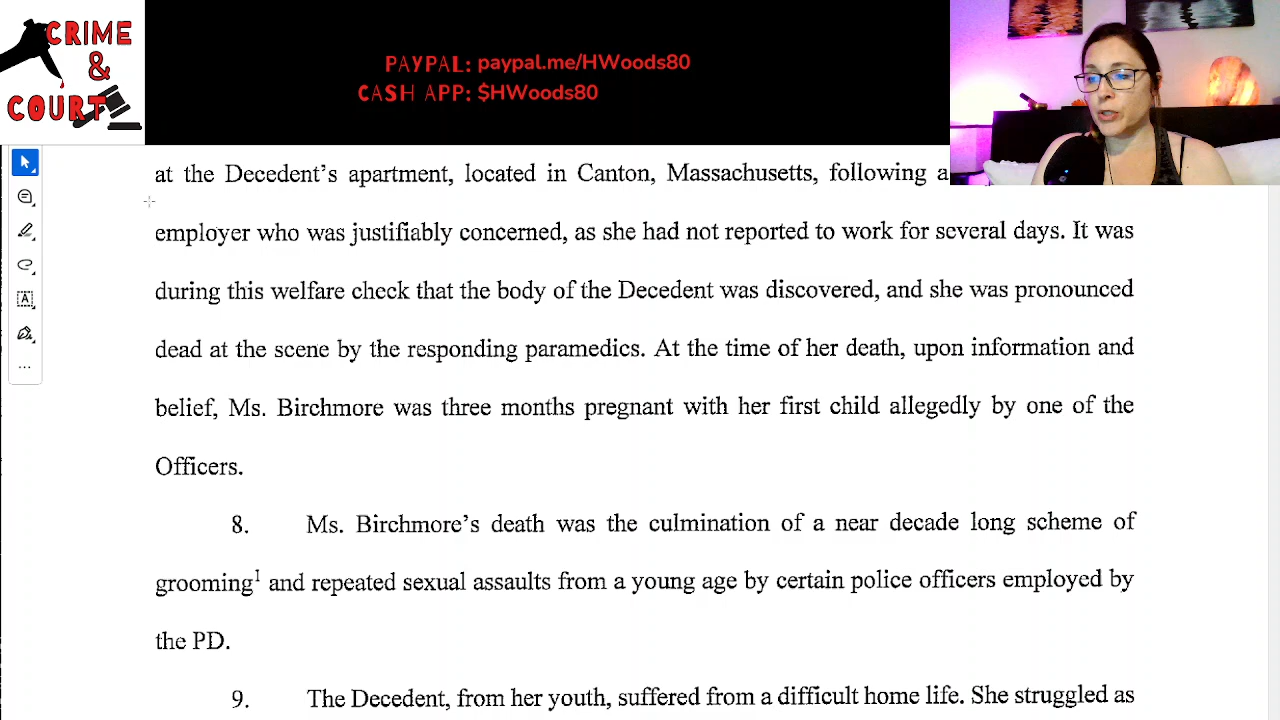 CRIME
&
COURT
PAYPAL: paypal.me/HWoods80
CASH APP: $HWoods80
at the Decedent's apartment, located in Canton, Massachusetts, following a
employer who was justifiably concerned, as she had not reported to work for several days. It was
during this welfare check that the body of the Decedent was discovered, and she was pronounced
dead at the scene by the responding paramedics. At the time of her death, upon information and
belief, Ms. Birchmore was three months pregnant with her first child allegedly by one of the
Officers.
8. Ms. Birchmore's death was the culmination of a near decade long scheme of
grooming¹ and repeated sexual assaults from a young age by certain police officers employed by
the PD.
9. The Decedent, from her youth, suffered from a difficult home life. She struggled as